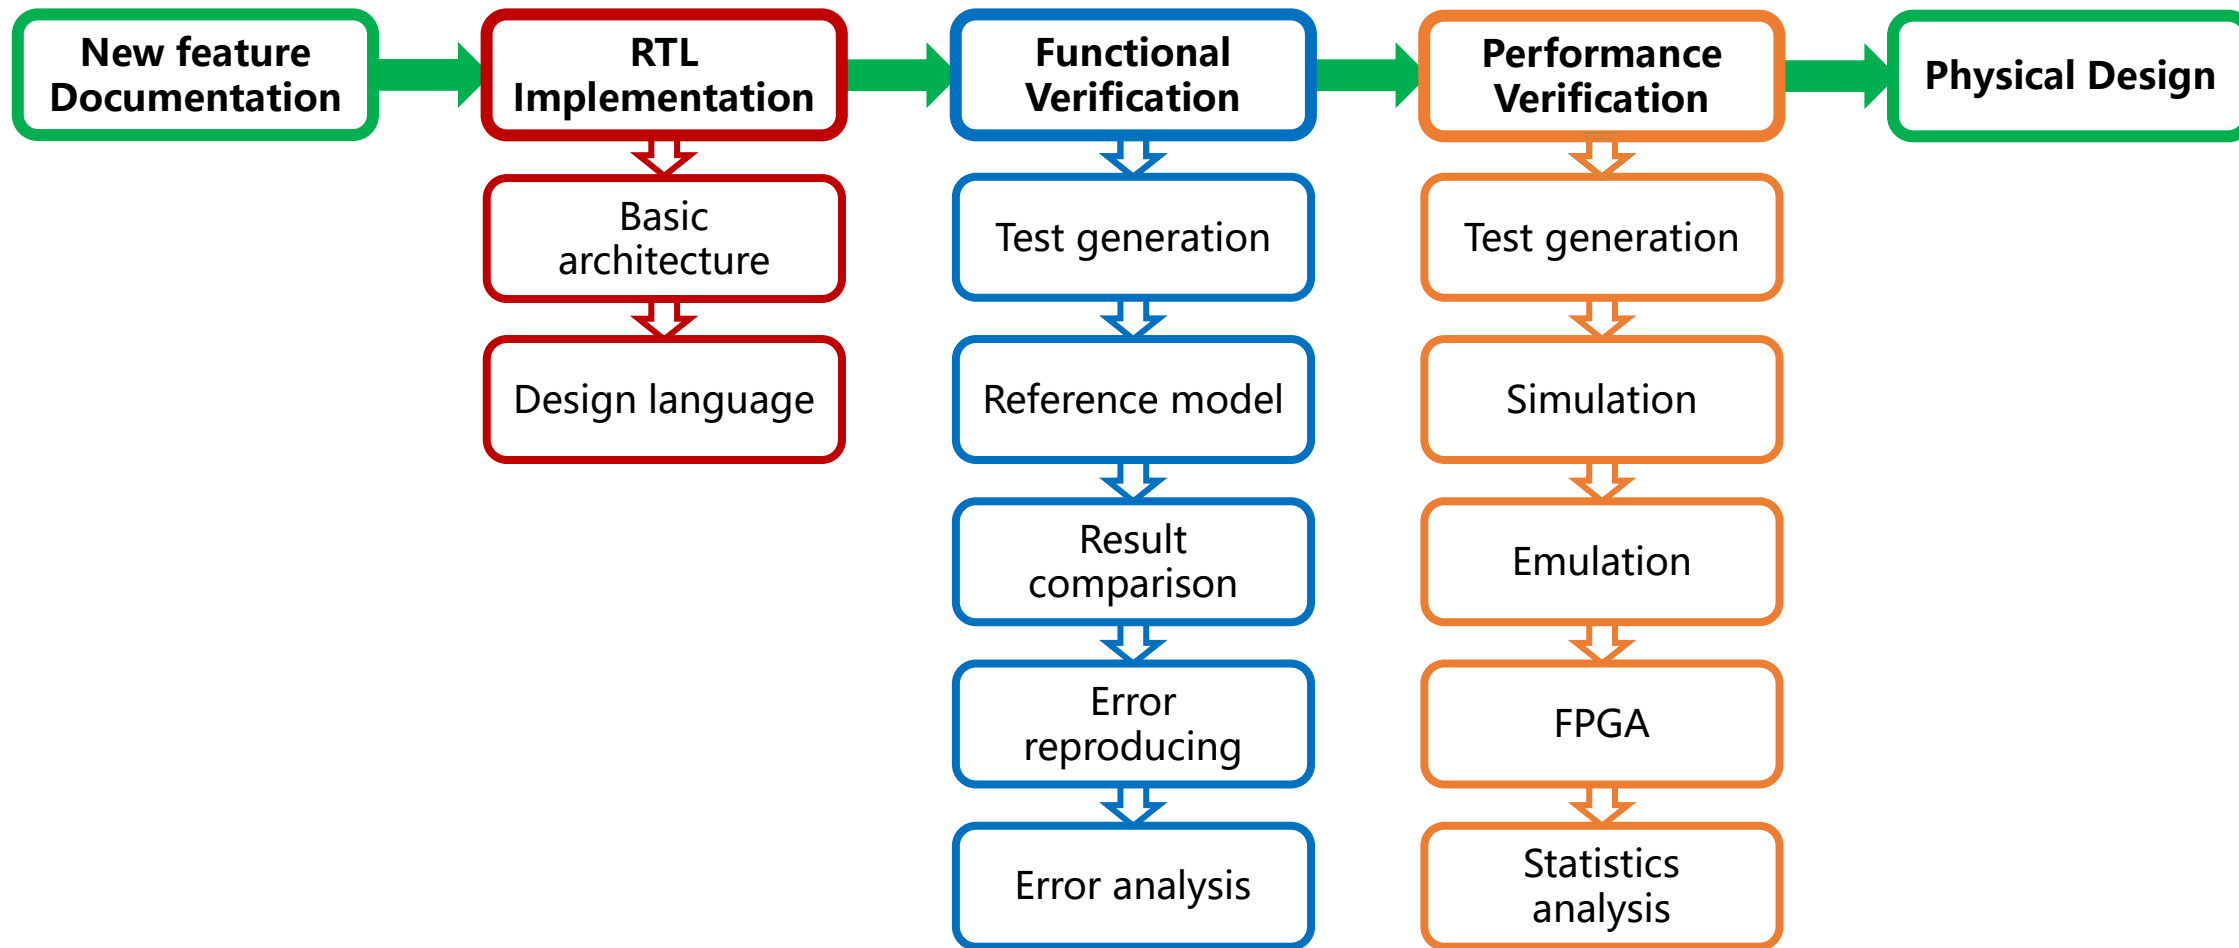 New feature
Documentation
RTL
Implementation
Functional
Verification
Performance
Verification
Physical Design
Basic
architecture
Design language
Test generation
Reference model
Result
comparison
Error
reproducing
Error analysis
Test generation
Simulation
Emulation
FPGA
Statistics
analysis